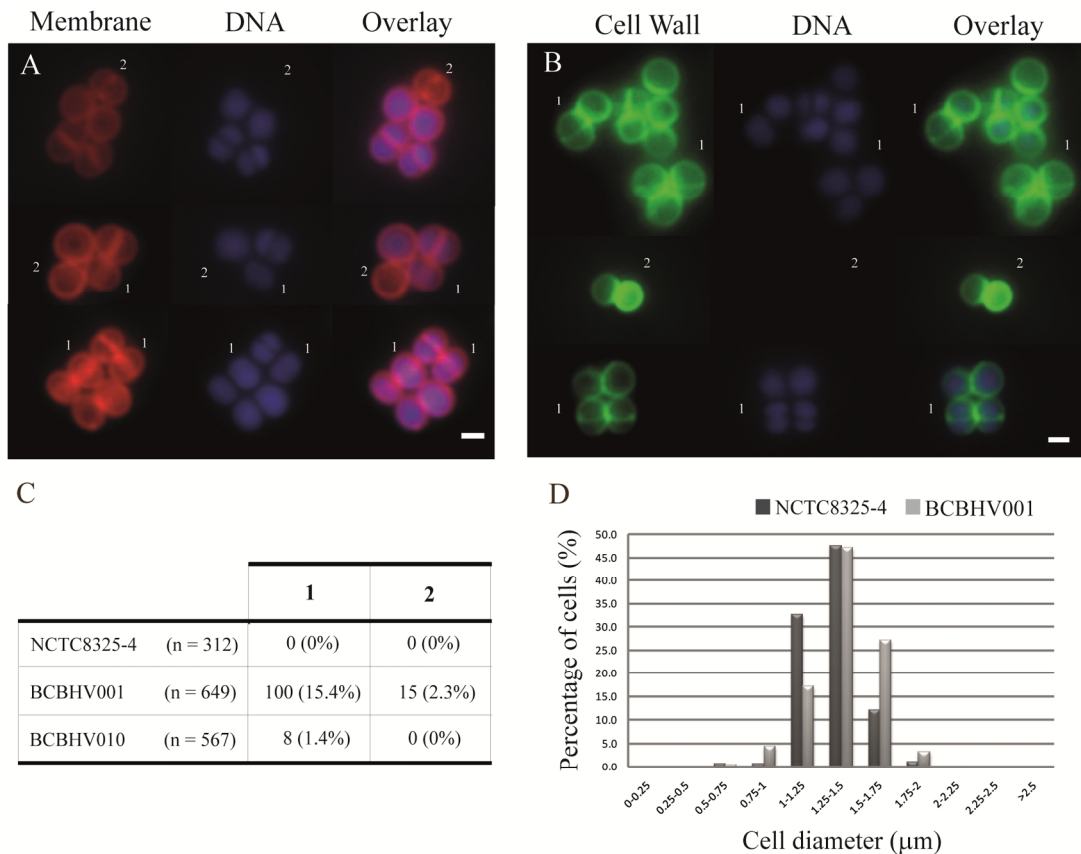 Membrane DNA Overlay
A
2
2
2
2
2
1
1
1
1
1
1
1
1
Cell Wall DNA Overlay
B
1
1
1
1
1
1
2
2
2
1
1
C
1 2
NCTC8325-4 (n = 312) 0 (0%) 0 (0%)
BCBHV001 (n = 649) 100 (15.4%) 15 (2.3%)
BCBHV010 (n = 567) 8 (1.4%) 0 (0%)
D
NCTC8325-4 BCBHV001
Percentage of cells (%)
50.0
45.0
40.0
35.0
30.0
25.0
20.0
15.0
10.0
5.0
0.0
0-0.25 0.25-0.5 0.5-0.75 0.75-1 1-1.25 1.25-1.5 1.5-1.75 1.75-2 2-2.25 2.25-2.5 >2.5
Cell diameter (μm)